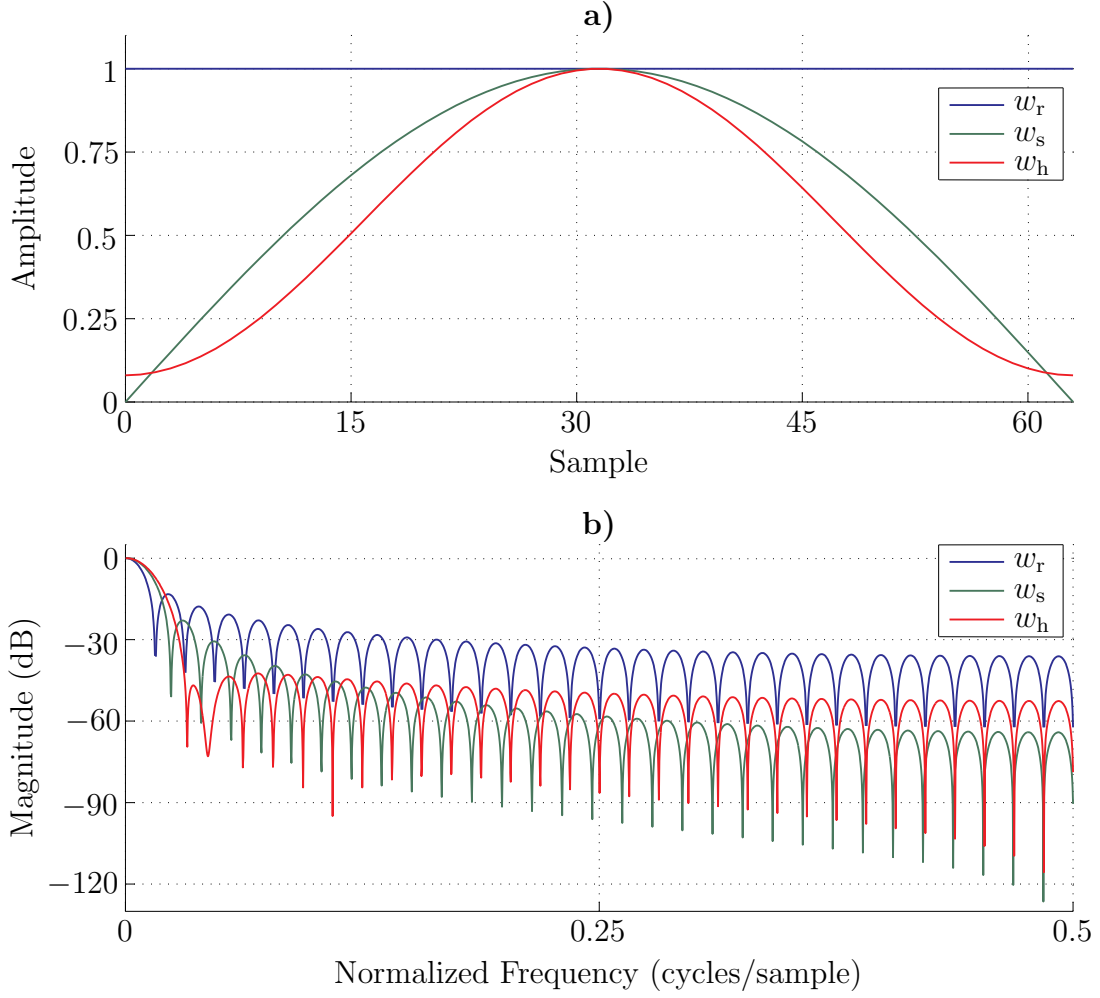 a)
Amplitude
1
0.75
0.5
0.25
0
0 15 30 45 60
Sample
w_r
w_s
w_h
b)
Magnitude (dB)
0
−30
−60
−90
−120
0 0.25 0.5
Normalized Frequency (cycles/sample)
w_r
w_s
w_h